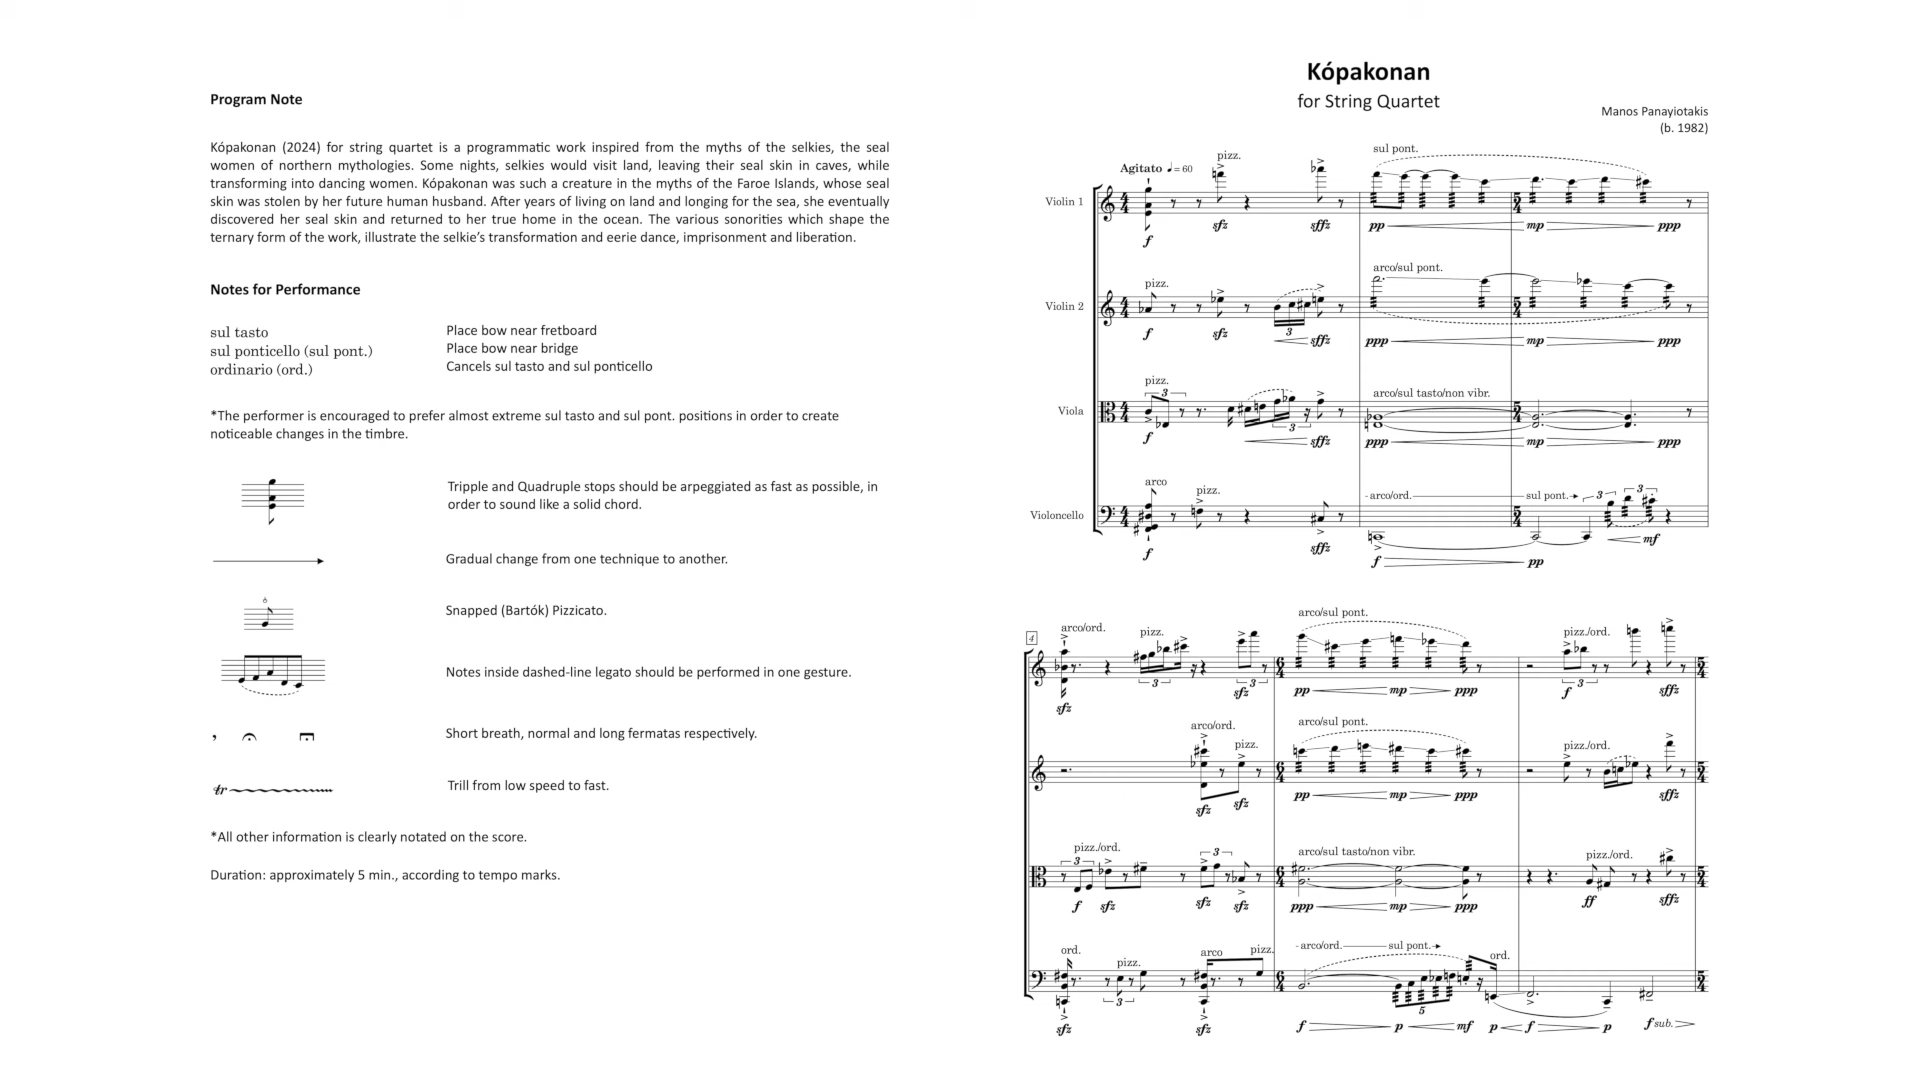 Program Note
Kópakonan (2024) for string quartet is a programmatic work inspired from the myths of the selkies, the seal
women of northern mythologies. Some nights, selkies would visit land, leaving their seal skin in caves, while
transforming into dancing women. Kópakonan was such a creature in the myths of the Faroe Islands, whose seal
skin was stolen by her future human husband. After years of living on land and longing for the sea, she eventually
discovered her seal skin and returned to her true home in the ocean. The various sonorities which shape the
ternary form of the work, illustrate the selkie's transformation and eerie dance, imprisonment and liberation.
Notes for Performance
sul tasto Place bow near fretboard
sul ponticello (sul pont.) Place bow near bridge
ordinario (ord.) Cancels sul tasto and sul ponticello
*The performer is encouraged to prefer almost extreme sul tasto and sul pont. positions in order to create
noticeable changes in the timbre.
Tripple and Quadruple stops should be arpeggiated as fast as possible, in
order to sound like a solid chord.
Gradual change from one technique to another.
Snapped (Bartók) Pizzicato.
Notes inside dashed-line legato should be performed in one gesture.
Short breath, normal and long fermatas respectively.
tr Trill from low speed to fast.
*All other information is clearly notated on the score.
Duration: approximately 5 min., according to tempo marks.
Kópakonan
for String Quartet
Manos Panayiotakis
(b. 1982)
Agitato ♩= 60
pizz. sul pont.
Violin 1
f sfz sffz pp mp ppp
pizz. arco/sul pont.
Violin 2
3
f sfz sffz ppp mp ppp
pizz. arco/sul tasto/non vibr.
3
Viola
3
f sffz ppp mp ppp
arco pizz. arco/ord. sul pont. 3 3
Violoncello
f sffz f pp mf
4
arco/ord. pizz. arco/sul pont. pizz./ord.
3 3 3
sfz sfz pp mp ppp f sffz
arco/ord. pizz. arco/sul pont. pizz./ord.
sfz sfz pp mp ppp sffz
pizz./ord. arco/sul tasto/non vibr. pizz./ord.
3 3
f sfz sfz sfz ppp mp ppp ff sffz
ord. pizz. arco pizz. arco/ord. sul pont. ord.
3 5
sfz sfz f p mf p f p f sub.